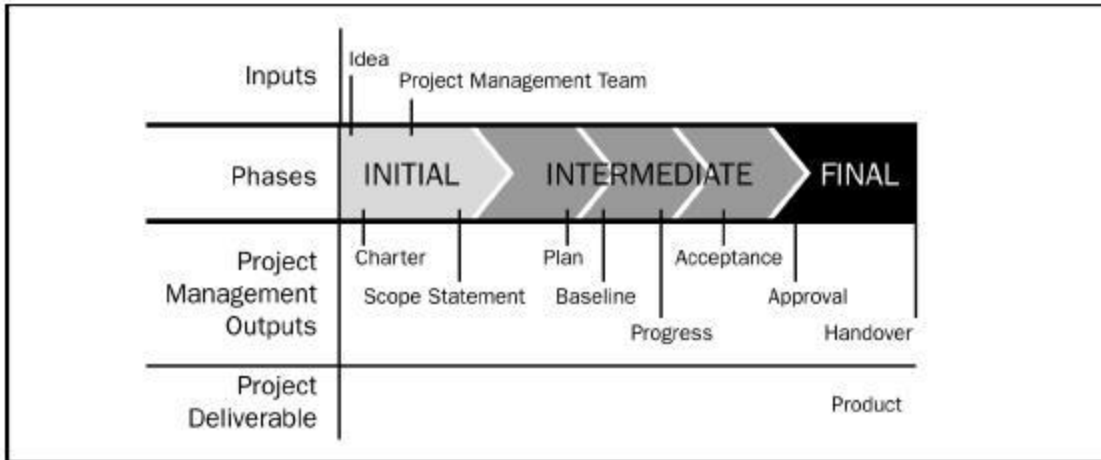 Inputs
Idea
Project Management Team
Phases
INITIAL
INTERMEDIATE
FINAL
Project
Management
Outputs
Charter
Plan
Acceptance
Scope Statement
Baseline
Approval
Progress
Handover
Project
Deliverable
Product